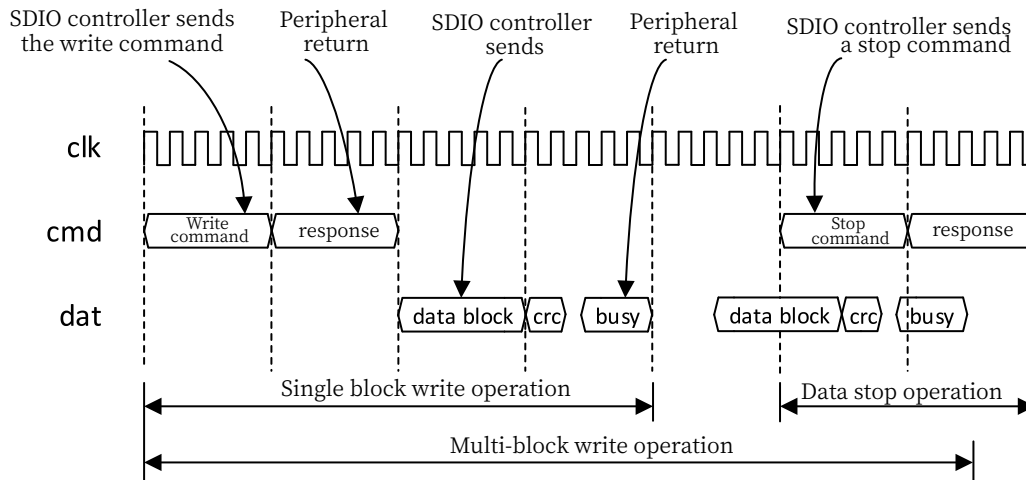 SDIO controller sends
the write command
Peripheral
return
SDIO controller
sends
Peripheral
return
SDIO controller sends
a stop command
clk
cmd
Write
command
response
Stop
command
response
dat
data block
crc
busy
data block
crc
busy
Single block write operation
Data stop operation
Multi-block write operation